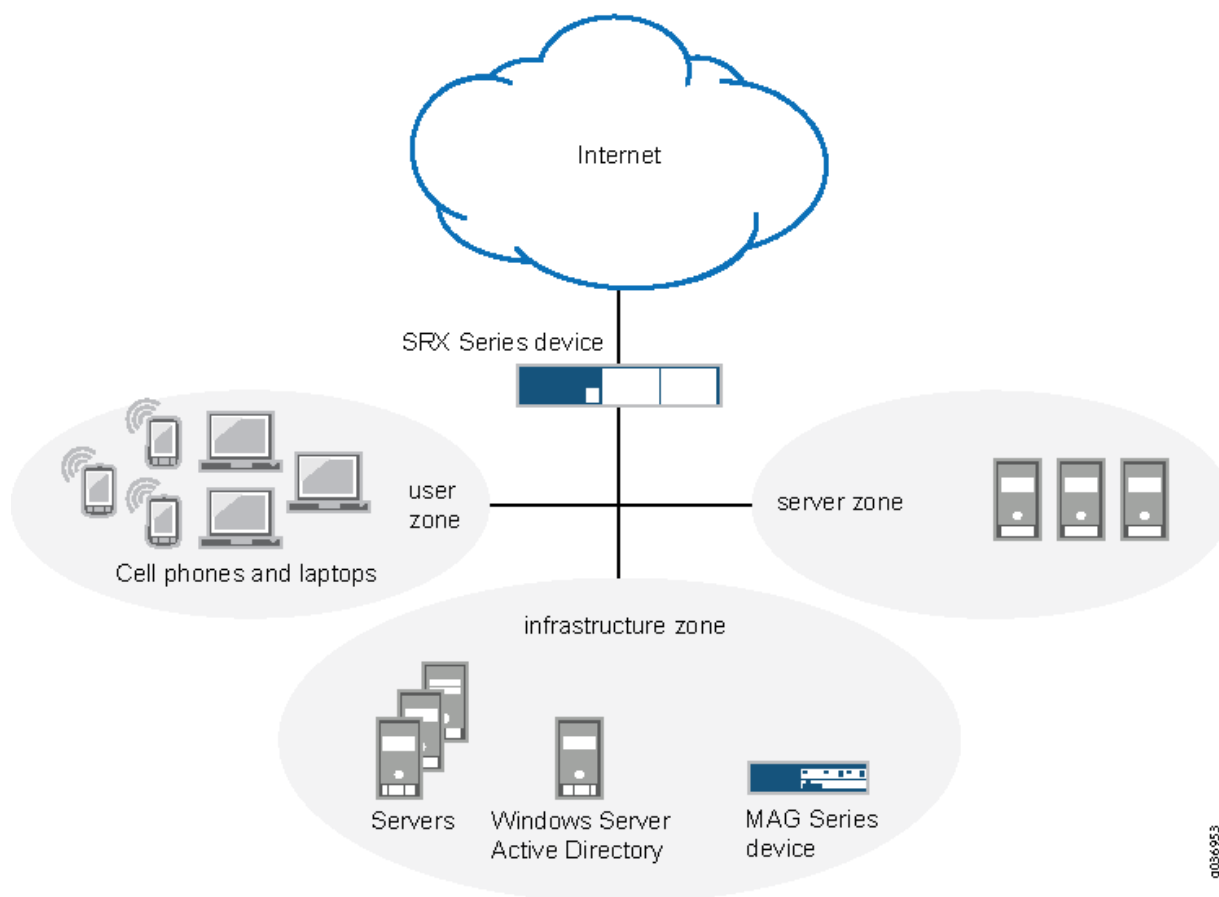 Internet
SRX Series device
user
zone
Cell phones and laptops
server zone
infrastructure zone
Servers
Windows Server
Active Directory
MAG Series
device
g036953